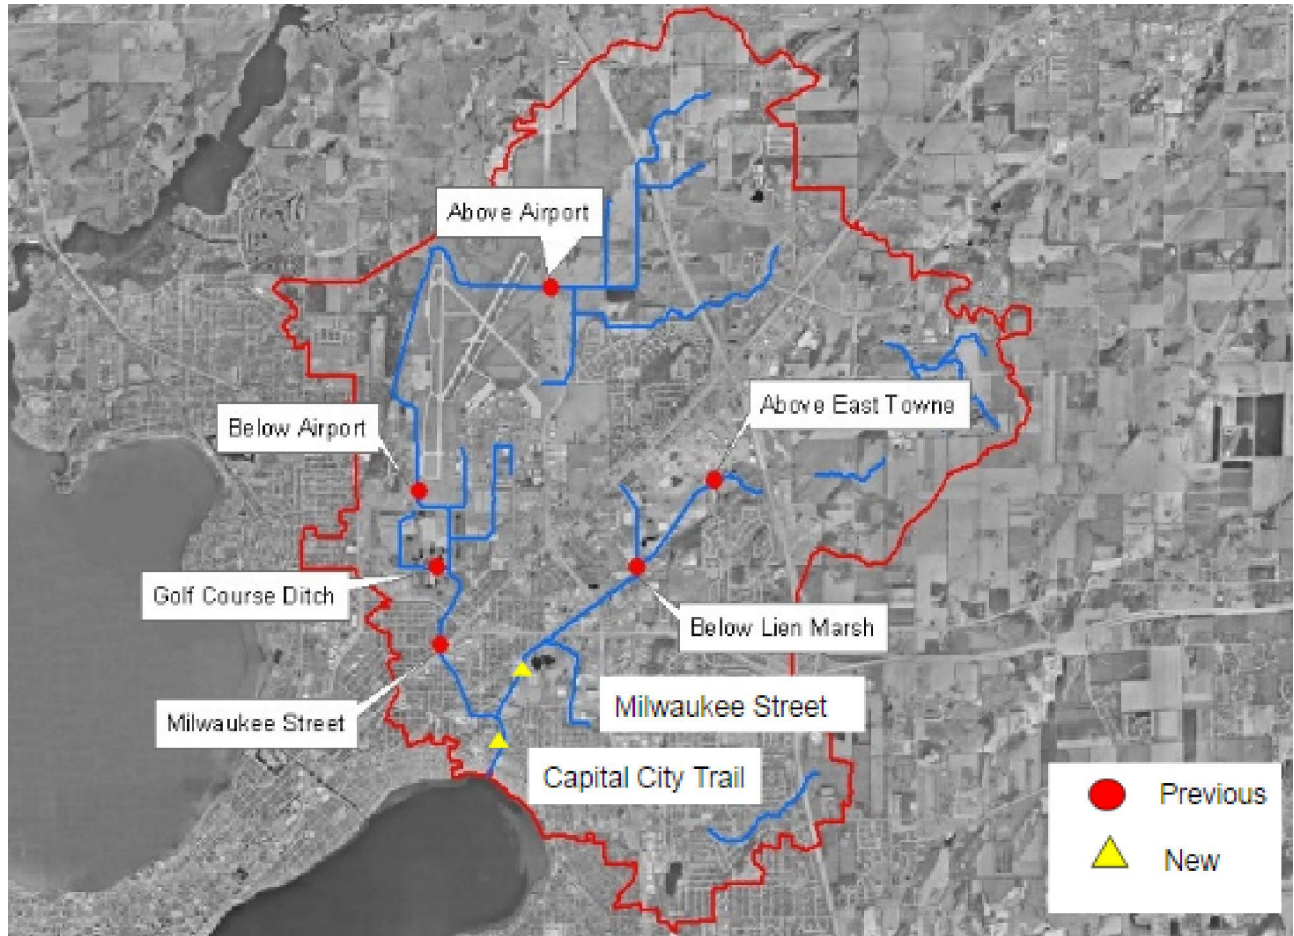 Above Airport
Above East Towne
Below Airport
Golf Course Ditch
Below Lien Marsh
Milwaukee Street
Milwaukee Street
Capital City Trail
Previous
New